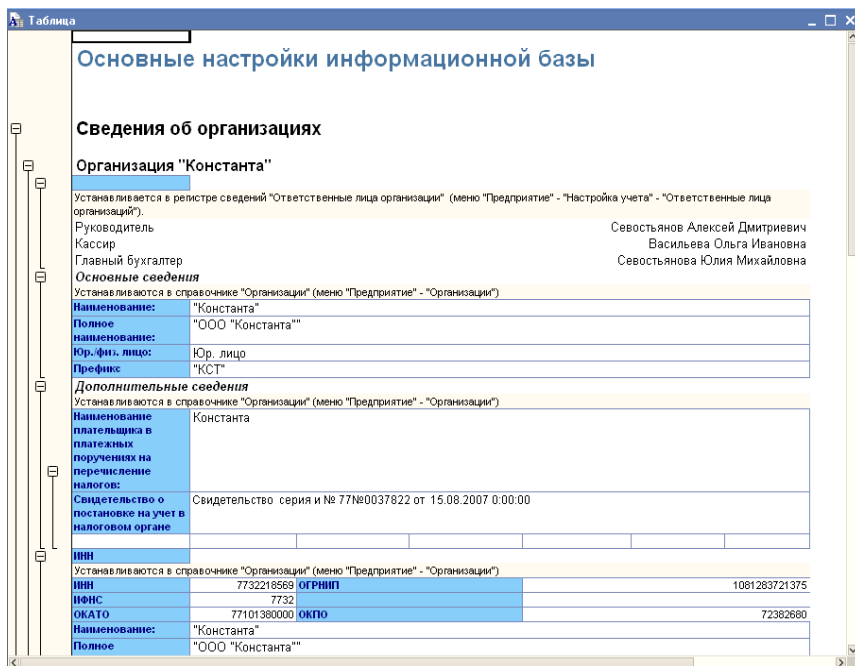 Таблица
Основные настройки информационной базы
Сведения об организациях
Организация "Константа"
Устанавливается в регистре сведений "Ответственные лица организации" (меню "Предприятие" - "Настройка учета" - "Ответственные лица
организаций").
Руководитель Севостьянов Алексей Дмитриевич
Кассир Васильева Ольга Ивановна
Главный бухгалтер Севостьянова Юлия Михайловна
Основные сведения
Устанавливаются в справочнике "Организации" (меню "Предприятие" - "Организации")
Наименование: "Константа"
Полное "ООО "Константа""
наименование:
Юр./физ. лицо: Юр. лицо
Префикс "КСТ"
Дополнительные сведения
Устанавливаются в справочнике "Организации" (меню "Предприятие" - "Организации")
Наименование Константа
плательщика в
платежных
поручениях на
перечисление
налогов:
Свидетельство о Свидетельство серия и № 77№0037822 от 15.08.2007 0:00:00
постановке на учет в
налоговом органе
ИНН
Устанавливаются в справочнике "Организации" (меню "Предприятие" - "Организации")
ИНН 7732218569 ОГРНИП 1081283721375
ИФНС 7732
ОКАТО 77101380000 ОКПО 72382680
Наименование: "Константа"
Полное "ООО "Константа""